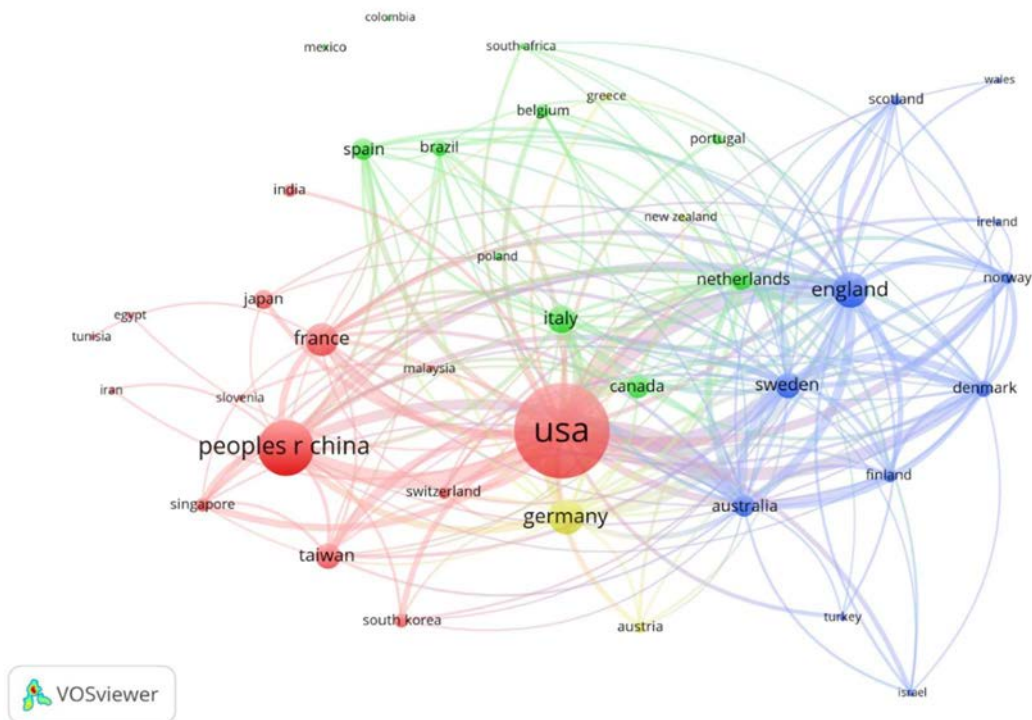 colombia
mexico
south africa
wales
greece
scotland
belgium
portugal
spain
brazil
india
new zealand
ireland
poland
netherlands
norway
england
japan
egypt
italy
tunisia
france
malaysia
canada
sweden
denmark
iran
slovenia
usa
peoples r china
finland
switzerland
singapore
australia
germany
taiwan
south korea
austria
turkey
israel
VOSviewer